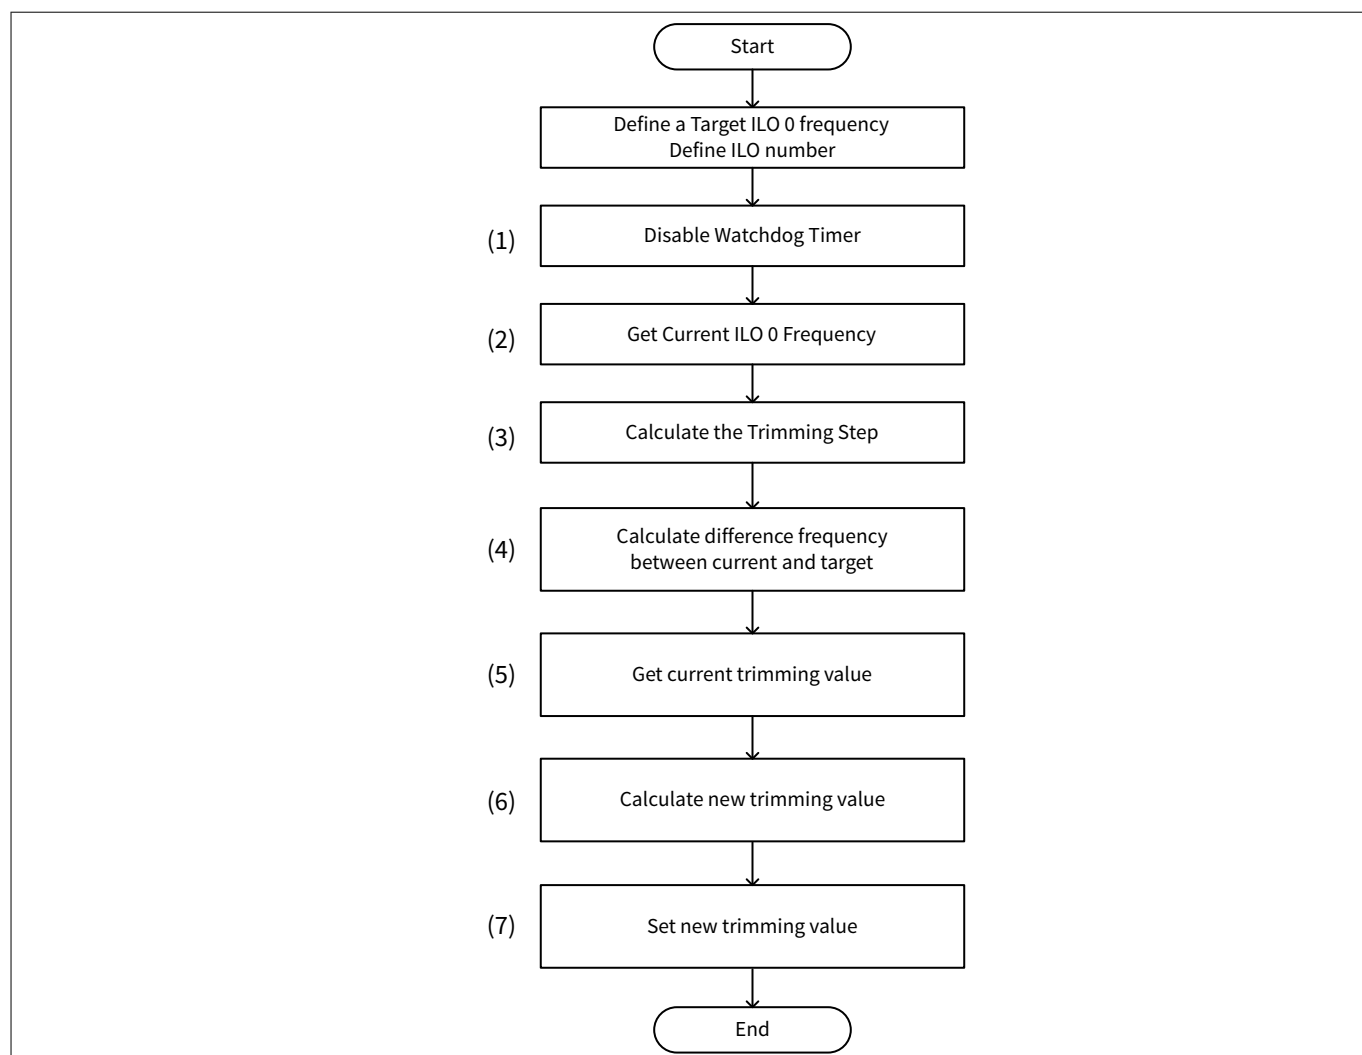 Start
Define a Target ILO 0 frequency
Define ILO number
(1)
Disable Watchdog Timer
(2)
Get Current ILO 0 Frequency
(3)
Calculate the Trimming Step
(4)
Calculate difference frequency
between current and target
(5)
Get current trimming value
(6)
Calculate new trimming value
(7)
Set new trimming value
End